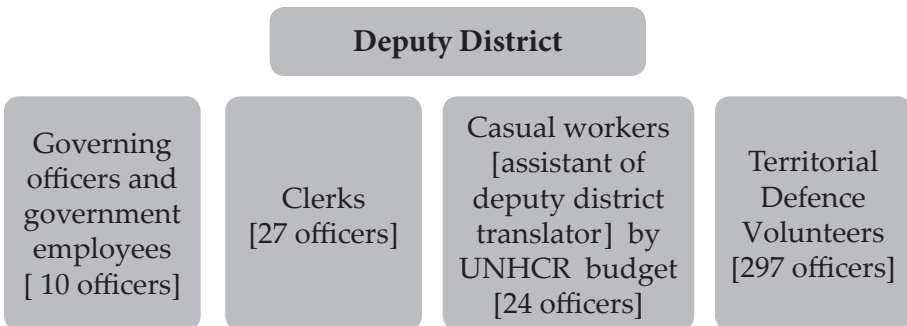 Deputy District
Governing
officers and
government
employees
[ 10 officers]
Clerks
[27 officers]
Casual workers
[assistant of
deputy district
translator] by
UNHCR budget
[24 officers]
Territorial
Defence
Volunteers
[297 officers]